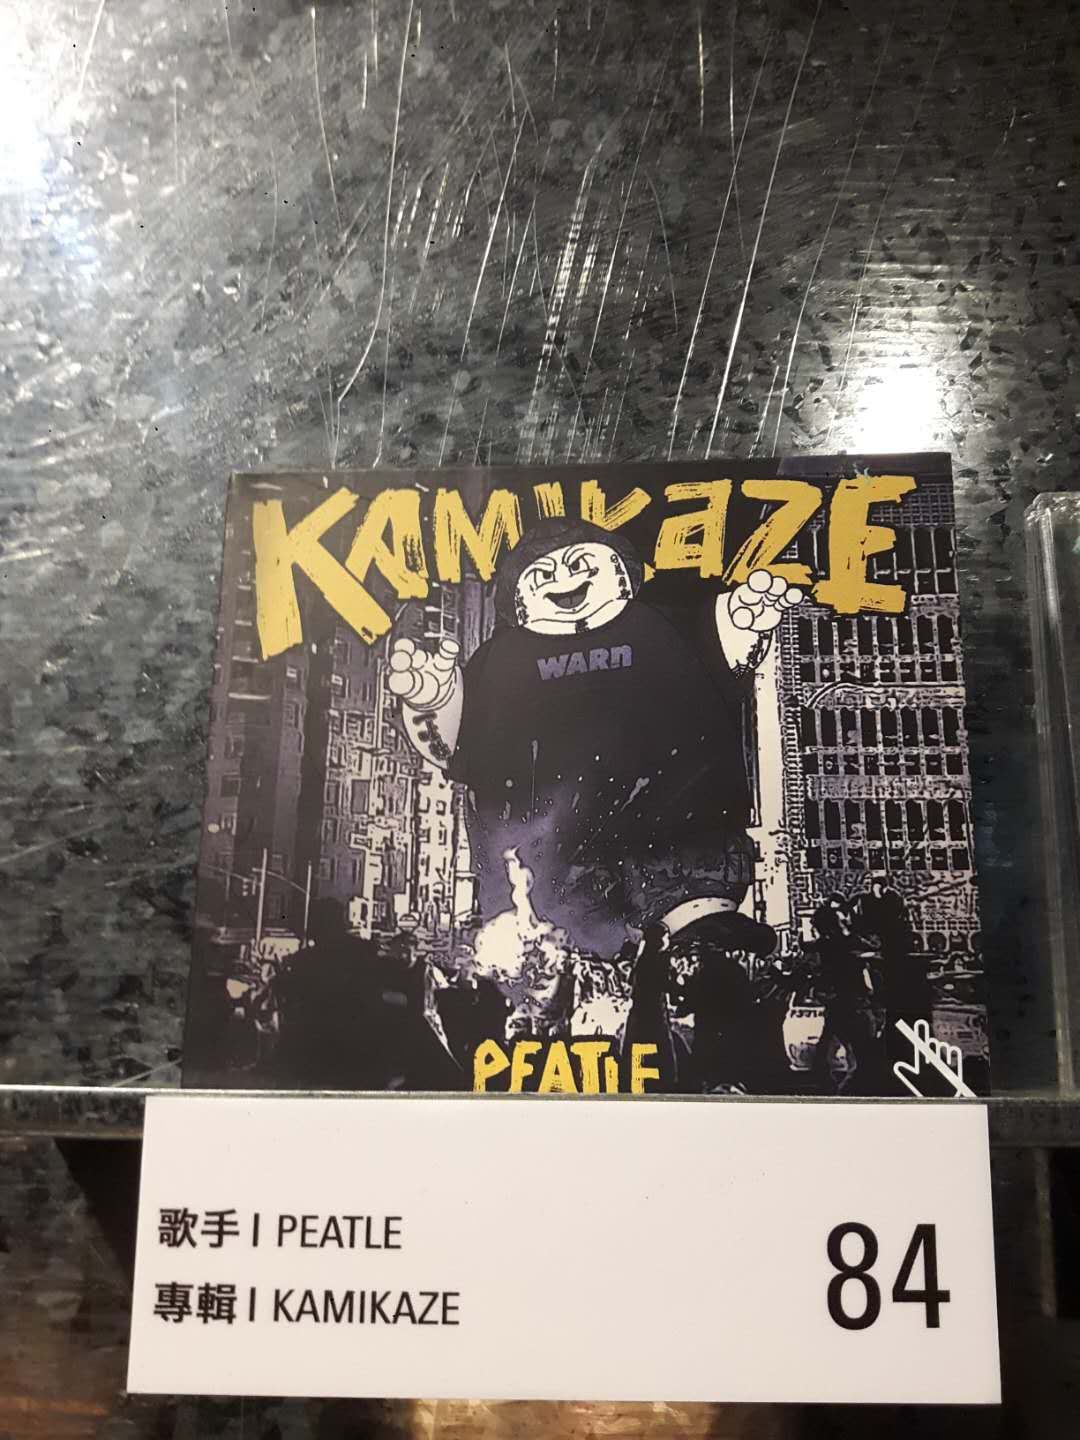 KAMIKAZE
WARN
PEATLE
歌手 | PEATLE
專輯 | KAMIKAZE
84